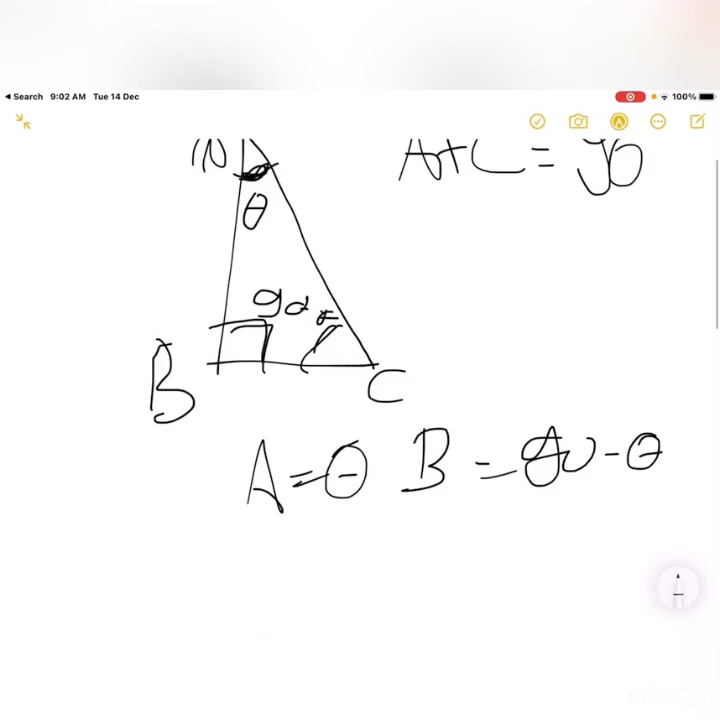 Search 9:02 AM Tue 14 Dec 100%
A+C = 90
θ
90
B
C
A=θ B = 90-θ